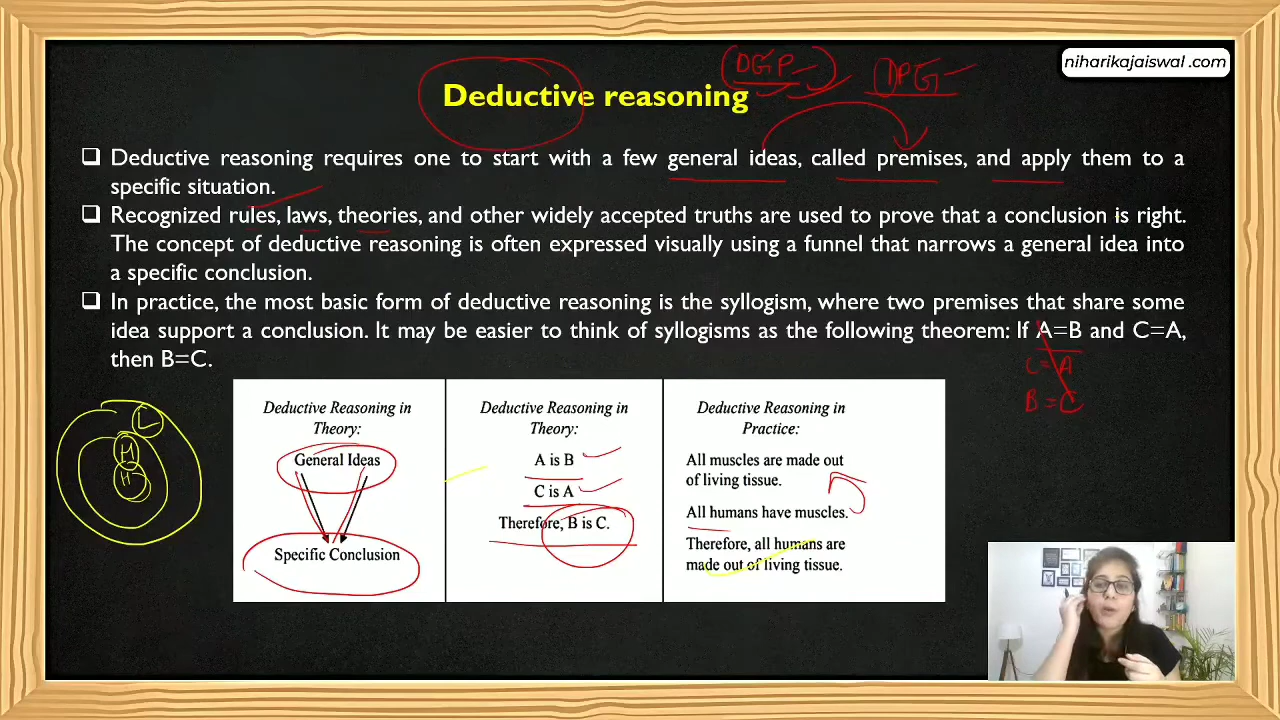 niharikajaiswal .com
DGP
IPG
Deductive reasoning
Deductive reasoning requires one to start with a few general ideas, called premises, and apply them to a
specific situation.
Recognized rules, laws, theories, and other widely accepted truths are used to prove that a conclusion is right.
The concept of deductive reasoning is often expressed visually using a funnel that narrows a general idea into
a specific conclusion.
In practice, the most basic form of deductive reasoning is the syllogism, where two premises that share some
idea support a conclusion. It may be easier to think of syllogisms as the following theorem: If A=B and C=A,
then B=C.
C = A
B = C
L
M
H
Deductive Reasoning in
Theory:
General Ideas
Specific Conclusion
Deductive Reasoning in
Theory:
A is B
C is A
Therefore, B is C.
Deductive Reasoning in
Practice:
All muscles are made out
of living tissue.
All humans have muscles.
Therefore, all humans are
made out of living tissue.